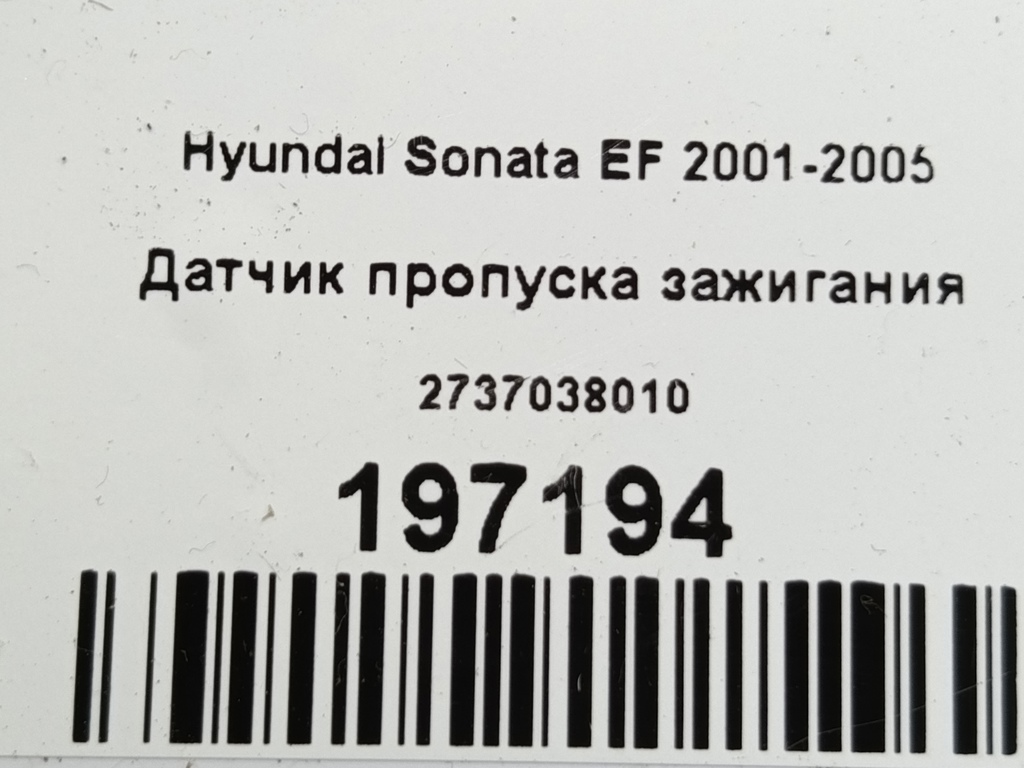 Hyundai Sonata EF 2001-2005
Датчик пропуска зажигания
2737038010
197194